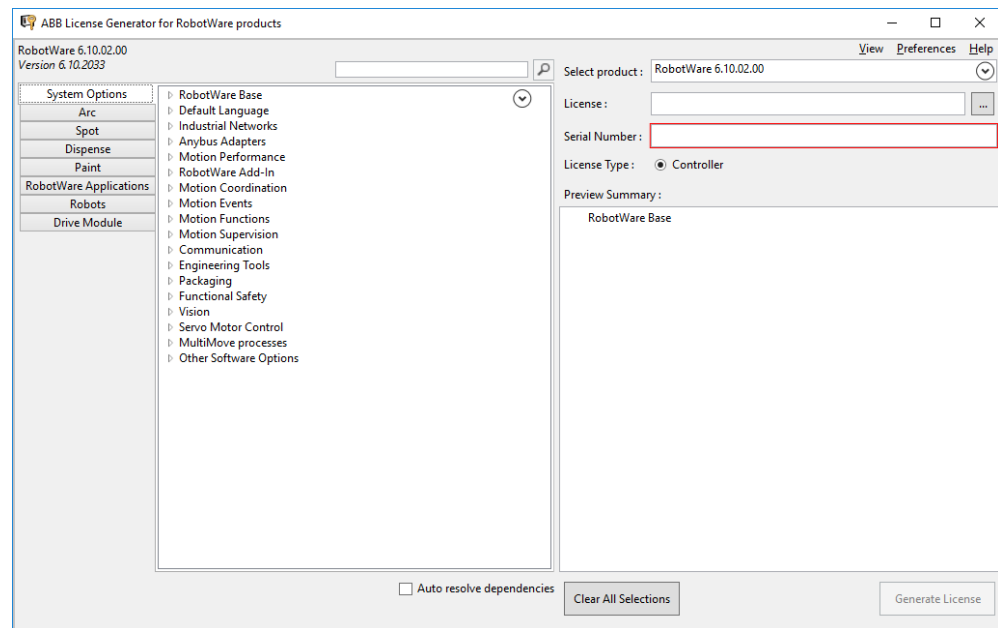 ABB License Generator for RobotWare products
RobotWare 6.10.02.00
Version 6.10.2033
View Preferences Help
System Options
Arc
Spot
Dispense
Paint
RobotWare Applications
Robots
Drive Module
RobotWare Base
Default Language
Industrial Networks
Anybus Adapters
Motion Performance
RobotWare Add-In
Motion Coordination
Motion Events
Motion Functions
Motion Supervision
Communication
Engineering Tools
Packaging
Functional Safety
Vision
Servo Motor Control
MultiMove processes
Other Software Options
Auto resolve dependencies
Select product : RobotWare 6.10.02.00
License : ...
Serial Number :
License Type : Controller
Preview Summary :
RobotWare Base
Clear All Selections
Generate License